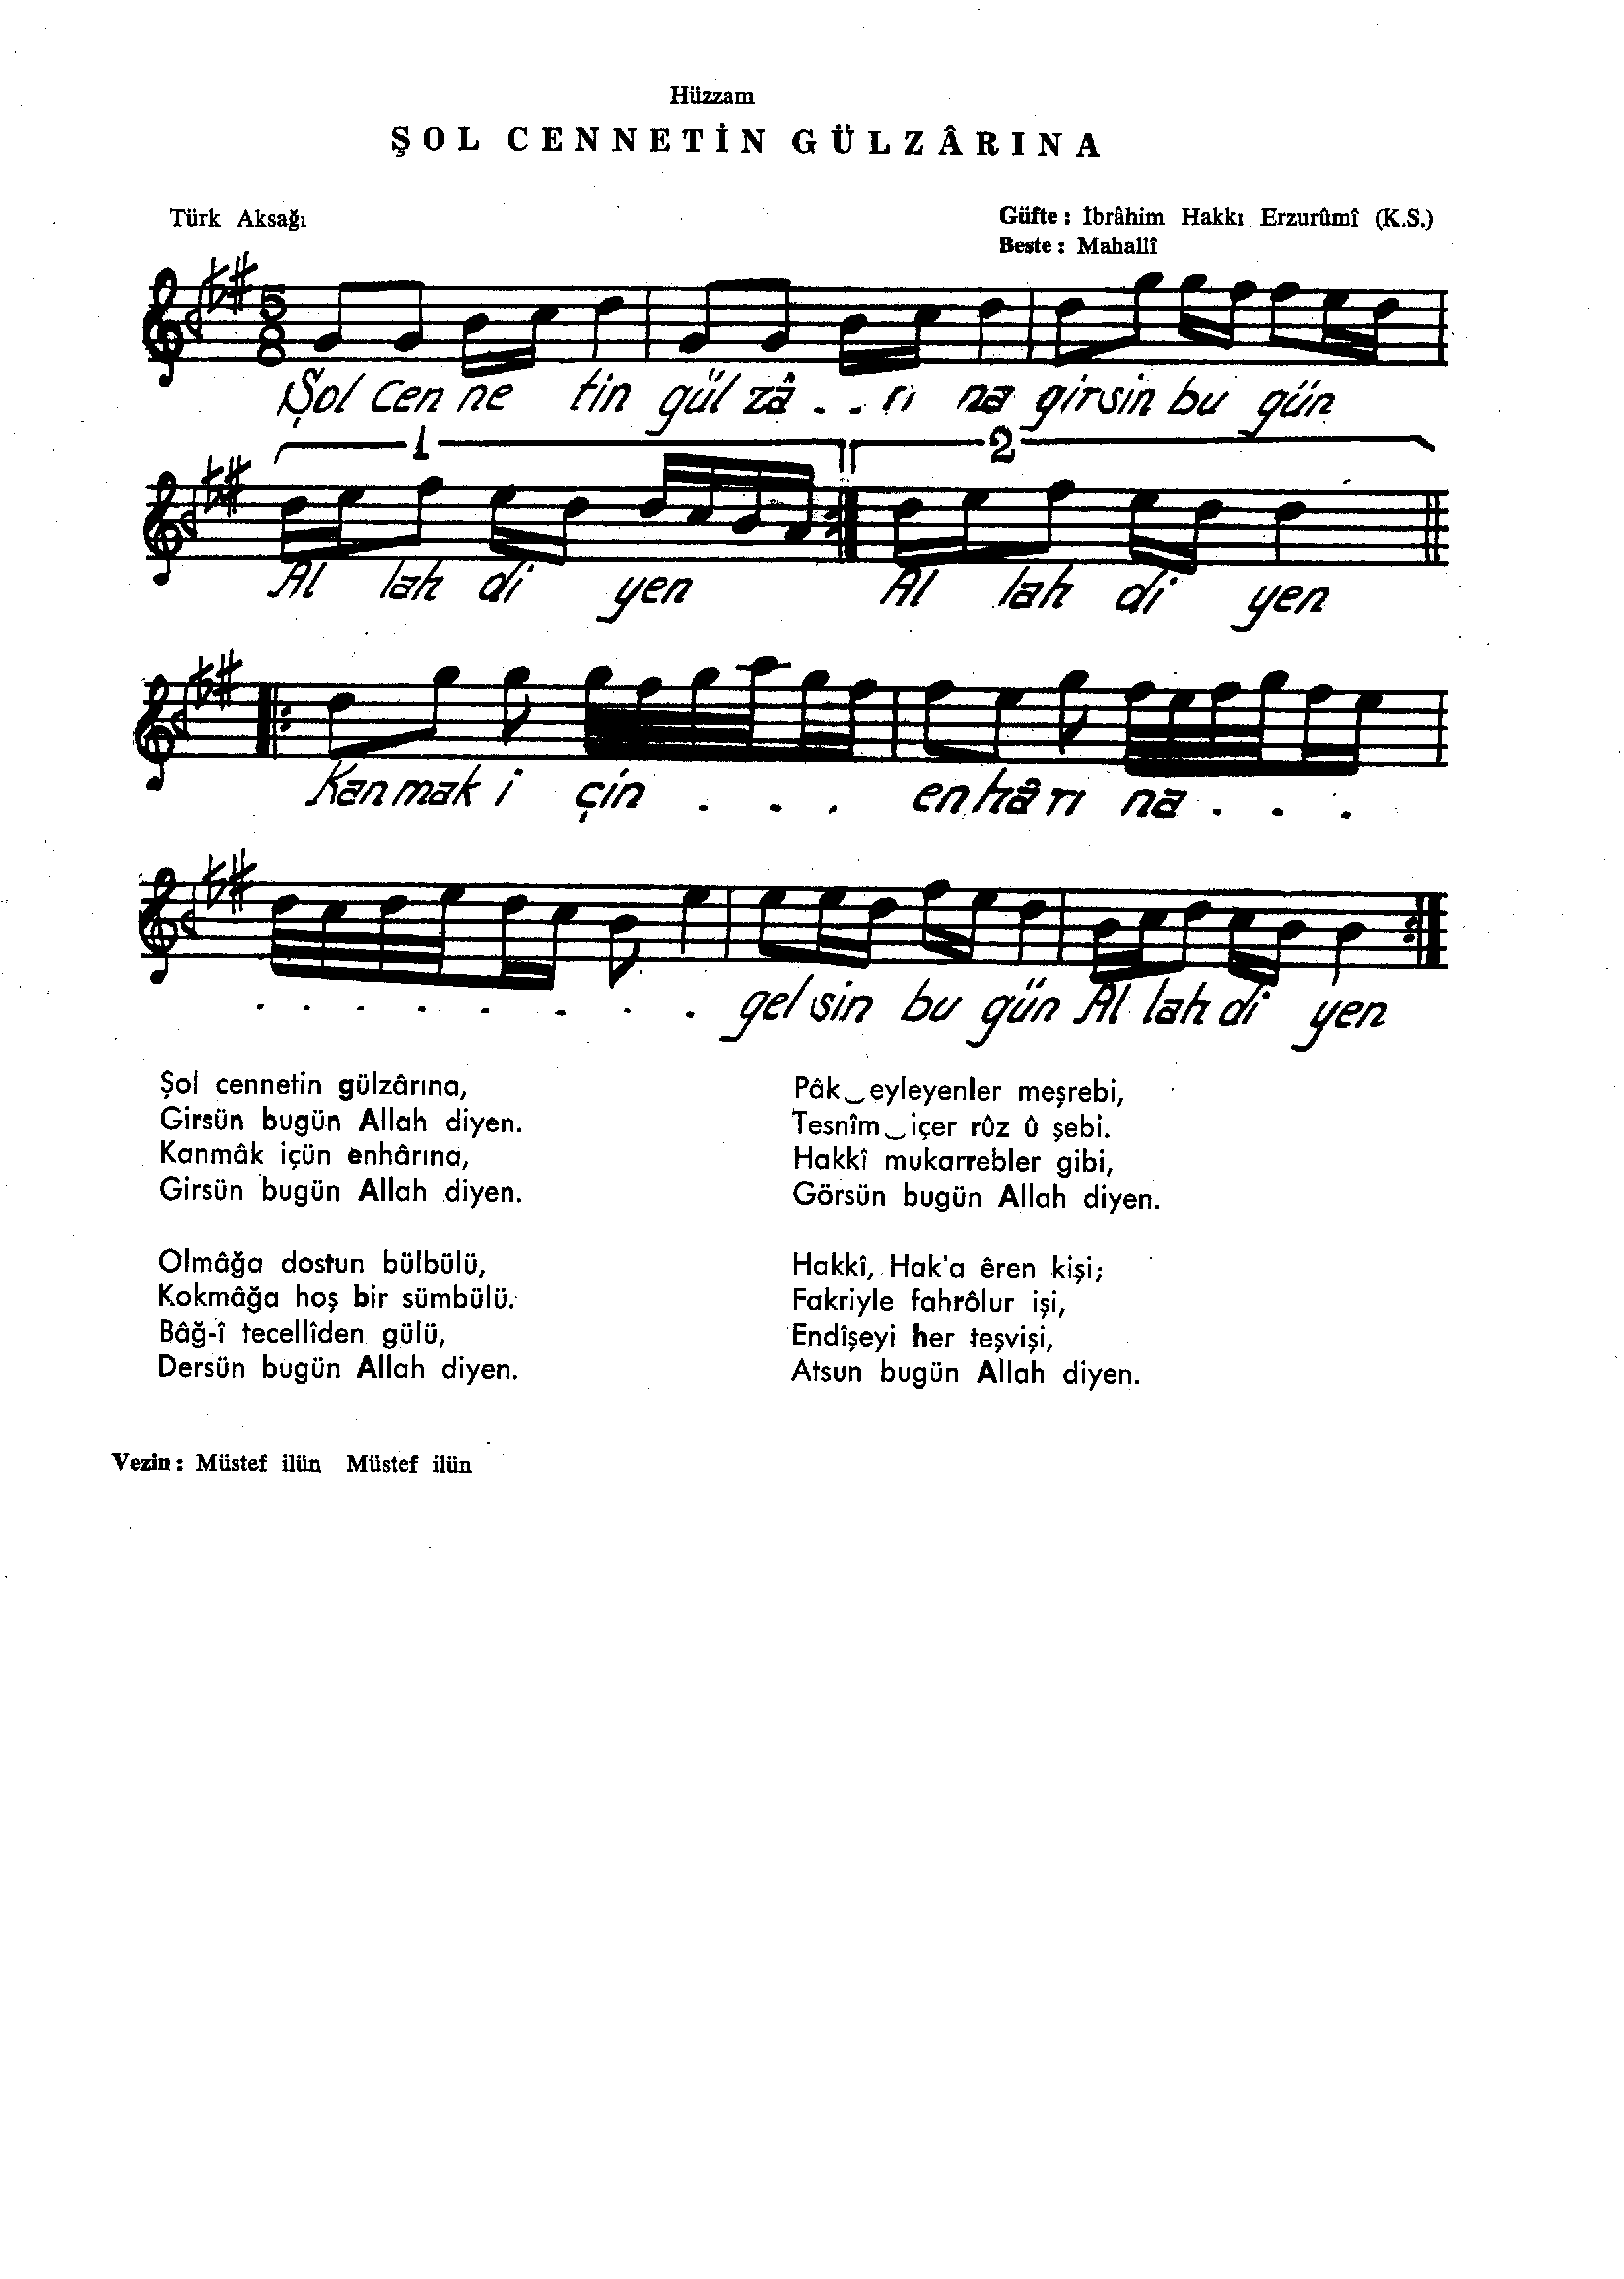 Hüzzam
ŞOL CENNETİN GÜLZÂRINA
Türk Aksağı
Güfte : İbrâhim Hakkı Erzurûmî (K.S.)
Beste : Mahallî
5
8
Şol cen ne tin gül zâ . . rı na girsin bu gün
1 2
Al lah di yen Al lah di yen
Kan mak i çin . . . en hâ rı na . . .
. . . . . . . . gel sin bu gün Al lah di yen
Şol cennetin gülzârına,
Girsün bugün Allah diyen.
Kanmâk içün enhârına,
Girsün bugün Allah diyen.
Olmâğa dostun bülbülü,
Kokmâğa hoş bir sümbülü.
Bâğ-î tecellîden gülü,
Dersün bugün Allah diyen.
Pâk‿eyleyenler meşrebi,
Tesnîm‿içer rûz û şebi.
Hakkî mukarrebler gibi,
Görsün bugün Allah diyen.
Hakkî, Hak'a êren kişi;
Fakriyle fahrôlur işi,
Endîşeyi her teşvişi,
Atsun bugün Allah diyen.
Vezin : Müstef ilün Müstef ilün